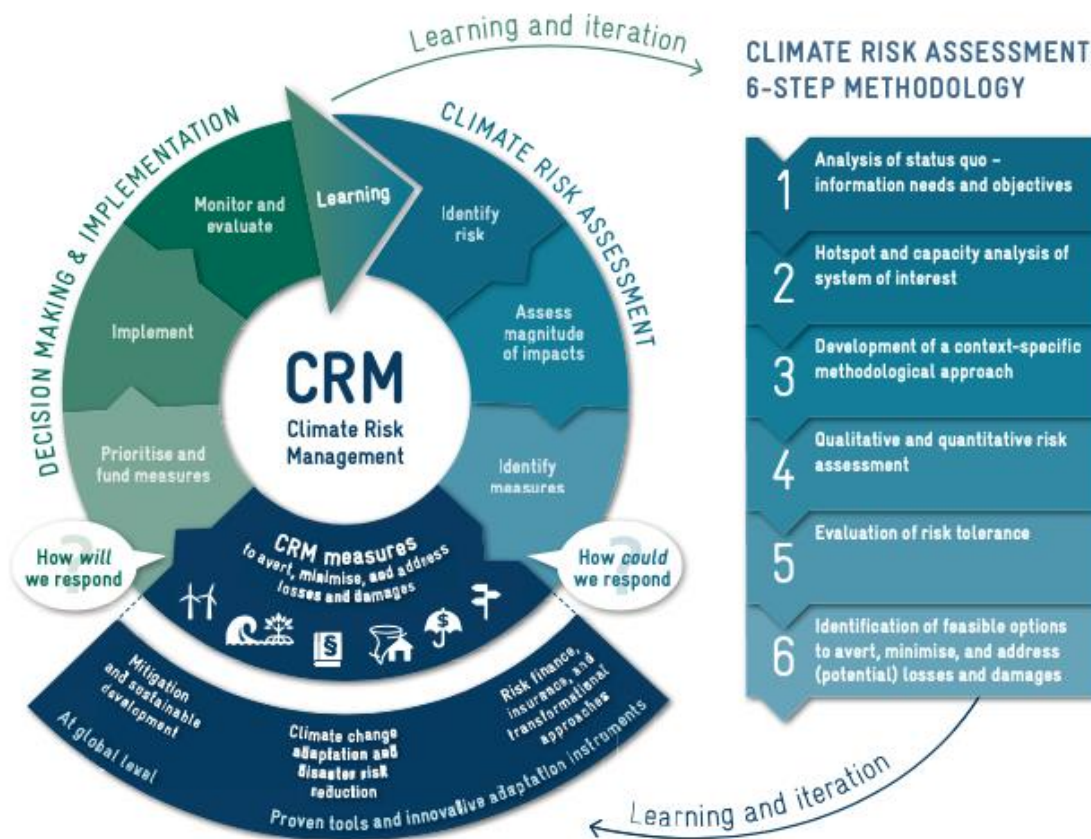 Learning and iteration
CLIMATE RISK ASSESSMENT
6-STEP METHODOLOGY
DECISION MAKING & IMPLEMENTATION
CLIMATE RISK ASSESSMENT
Learning
Monitor and
evaluate
Implement
Prioritise and
fund measures
Identify
risk
Assess
magnitude
of impacts
Identify
measures
CRM
Climate Risk
Management
How will
we respond
?
How could
we respond
?
CRM measures
to avert, minimise, and address
losses and damages
§
$
Mitigation
and sustainable
development
At global level
Climate change
adaptation and
disaster risk
reduction
Risk finance,
insurance, and
transformational
approaches
Proven tools and innovative adaptation instruments
1
Analysis of status quo –
information needs and objectives
2
Hotspot and capacity analysis of
system of interest
3
Development of a context-specific
methodological approach
4
Qualitative and quantitative risk
assessment
5
Evaluation of risk tolerance
6
Identification of feasible options
to avert, minimise, and address
(potential) losses and damages
Learning and iteration